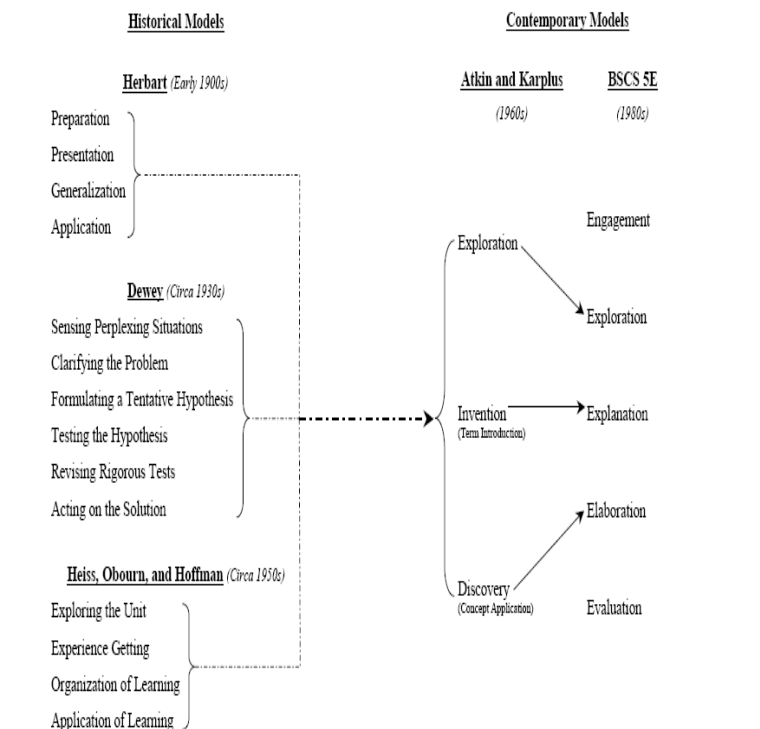 Historical Models
Herbart (Early 1900s)
Preparation
Presentation
Generalization
Application
Dewey (Circa 1930s)
Sensing Perplexing Situations
Clarifying the Problem
Formulating a Tentative Hypothesis
Testing the Hypothesis
Revising Rigorous Tests
Acting on the Solution
Heiss, Obourn, and Hoffman (Circa 1950s)
Exploring the Unit
Experience Getting
Organization of Learning
Application of Learning
Contemporary Models
Atkin and Karplus
(1960s)
Exploration
Invention
(Term Introduction)
Discovery
(Concept Application)
BSCS 5E
(1980s)
Engagement
Exploration
Explanation
Elaboration
Evaluation